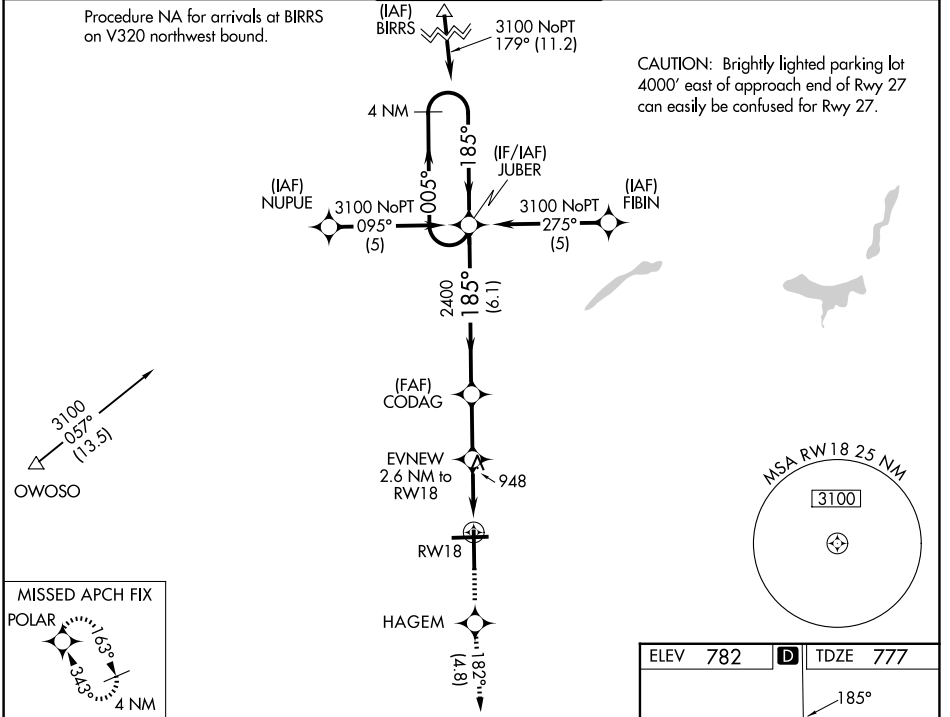 Procedure NA for arrivals at BIRRS
on V320 northwest bound.
(IAF)
BIRRS
3100 NoPT
179° (11.2)
CAUTION: Brightly lighted parking lot
4000' east of approach end of Rwy 27
can easily be confused for Rwy 27.
4 NM
185°
005°
(IF/IAF)
JUBER
(IAF)
NUPUE
3100 NoPT
095°
(5)
3100 NoPT
275°
(5)
(IAF)
FIBIN
2400
185°
(6.1)
(FAF)
CODAG
3100
057°
(13.5)
OWOSO
EVNEW
2.6 NM to
RW18
948
MSA RW18 25 NM
3100
RW18
HAGEM
182°
(4.8)
MISSED APCH FIX
POLAR
163°
343°
4 NM
ELEV 782 D TDZE 777
185°